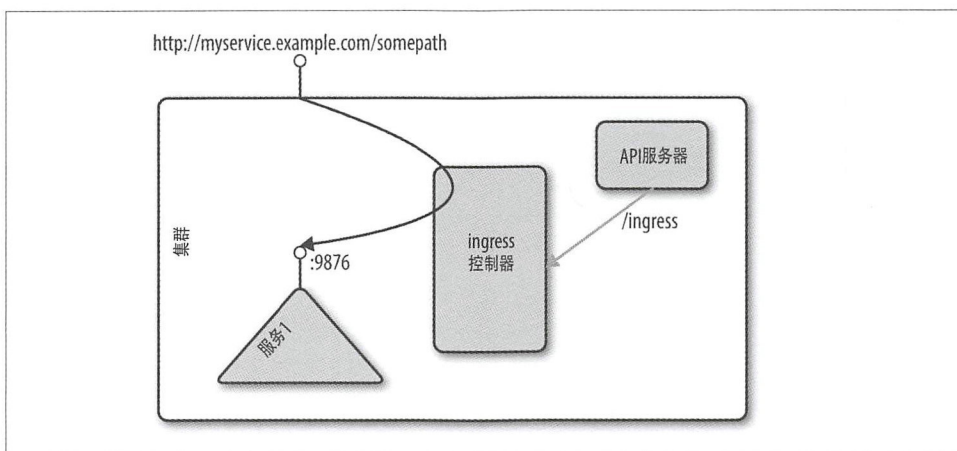 http://myservice.example.com/somepath
API服务器
/ingress
集群
ingress
控制器
:9876
服务1